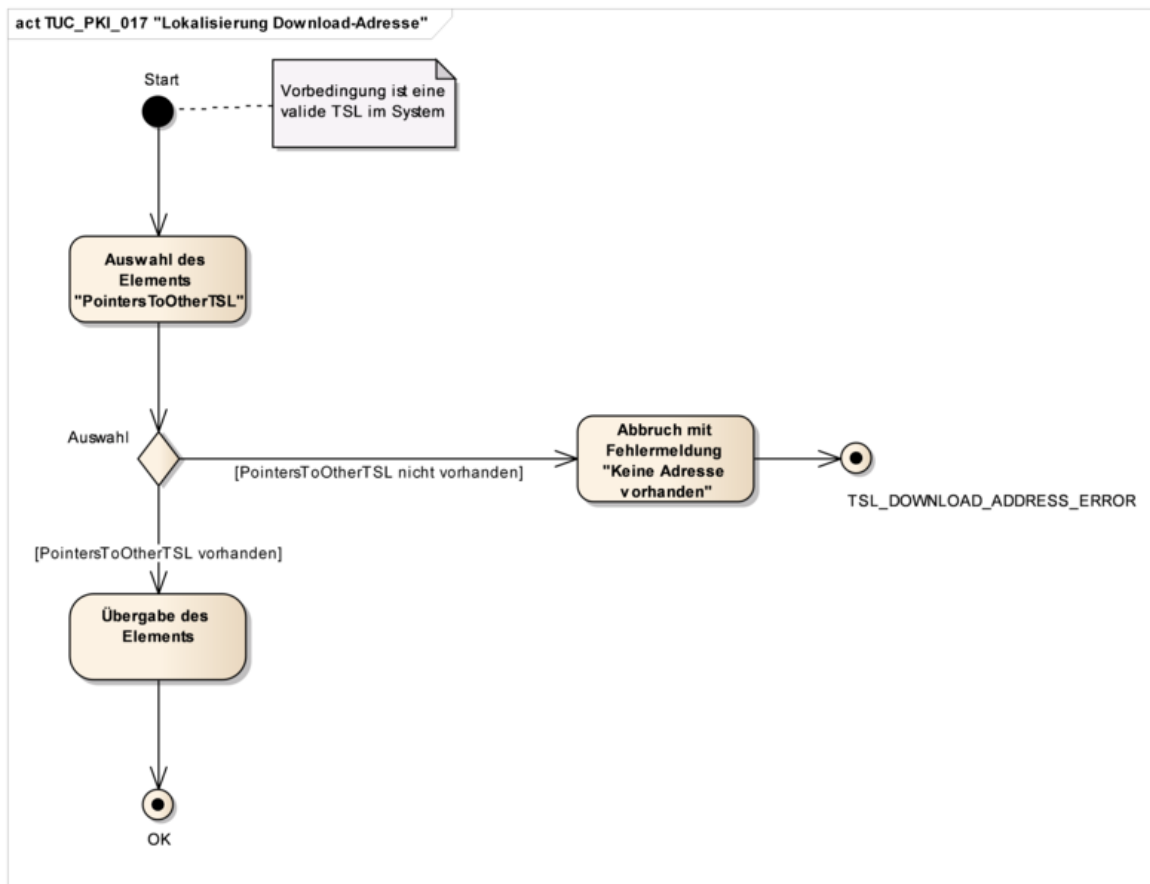 act TUC_PKI_017 "Lokalisierung Download-Adresse"
Start
Vorbedingung ist eine
valide TSL im System
Auswahl des
Elements
"PointersToOtherTSL"
Auswahl
[PointersToOtherTSL nicht vorhanden]
Abbruch mit
Fehlermeldung
"Keine Adresse
vorhanden"
TSL_DOWNLOAD_ADDRESS_ERROR
[PointersToOtherTSL vorhanden]
Übergabe des
Elements
OK